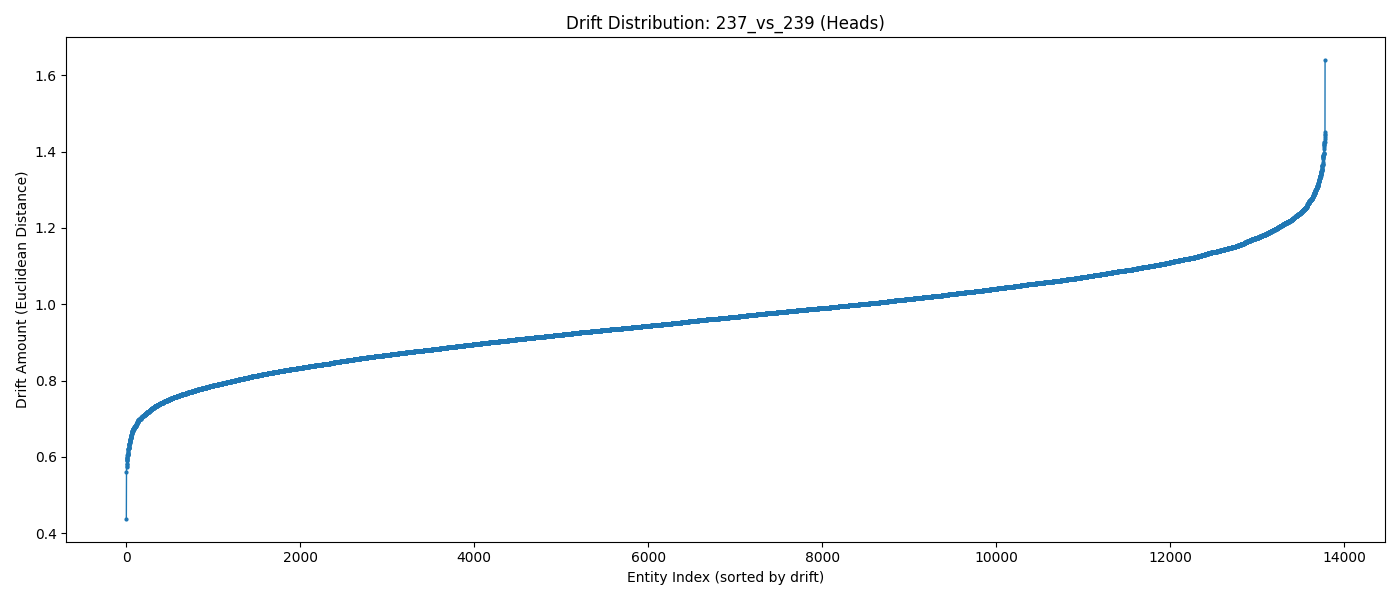 Drift Distribution: 237_vs_239 (Heads)
Drift Amount (Euclidean Distance)
1.6
1.4
1.2
1.0
0.8
0.6
0.4
0 2000 4000 6000 8000 10000 12000 14000
Entity Index (sorted by drift)